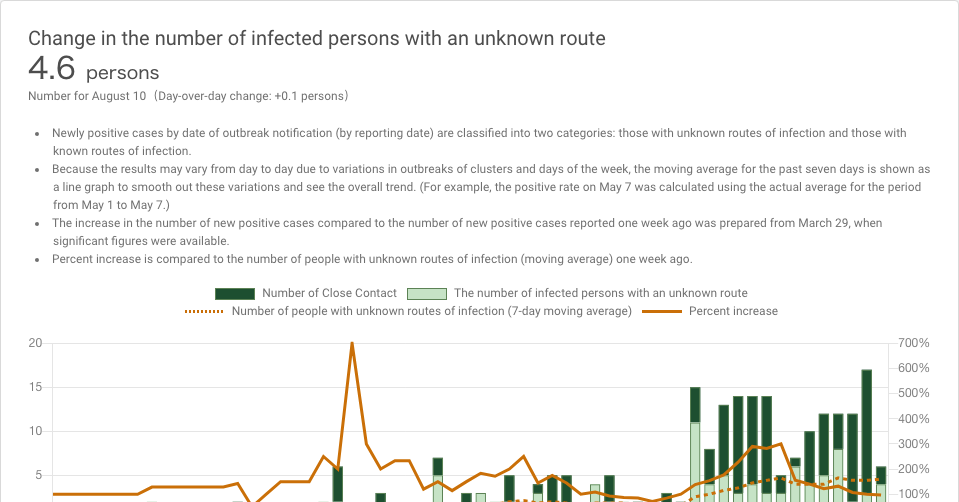 Change in the number of infected persons with an unknown route
4.6 persons
Number for August 10 (Day-over-day change: +0.1 persons)
• Newly positive cases by date of outbreak notification (by reporting date) are classified into two categories: those with unknown routes of infection and those with
known routes of infection.
• Because the results may vary from day to day due to variations in outbreaks of clusters and days of the week, the moving average for the past seven days is shown as
a line graph to smooth out these variations and see the overall trend. (For example, the positive rate on May 7 was calculated using the actual average for the period
from May 1 to May 7.)
• The increase in the number of new positive cases compared to the number of new positive cases reported one week ago was prepared from March 29, when
significant figures were available.
• Percent increase is compared to the number of people with unknown routes of infection (moving average) one week ago.
Number of Close Contact The number of infected persons with an unknown route
Number of people with unknown routes of infection (7-day moving average) Percent increase
20 700%
600%
15 500%
400%
10 300%
5 200%
100%